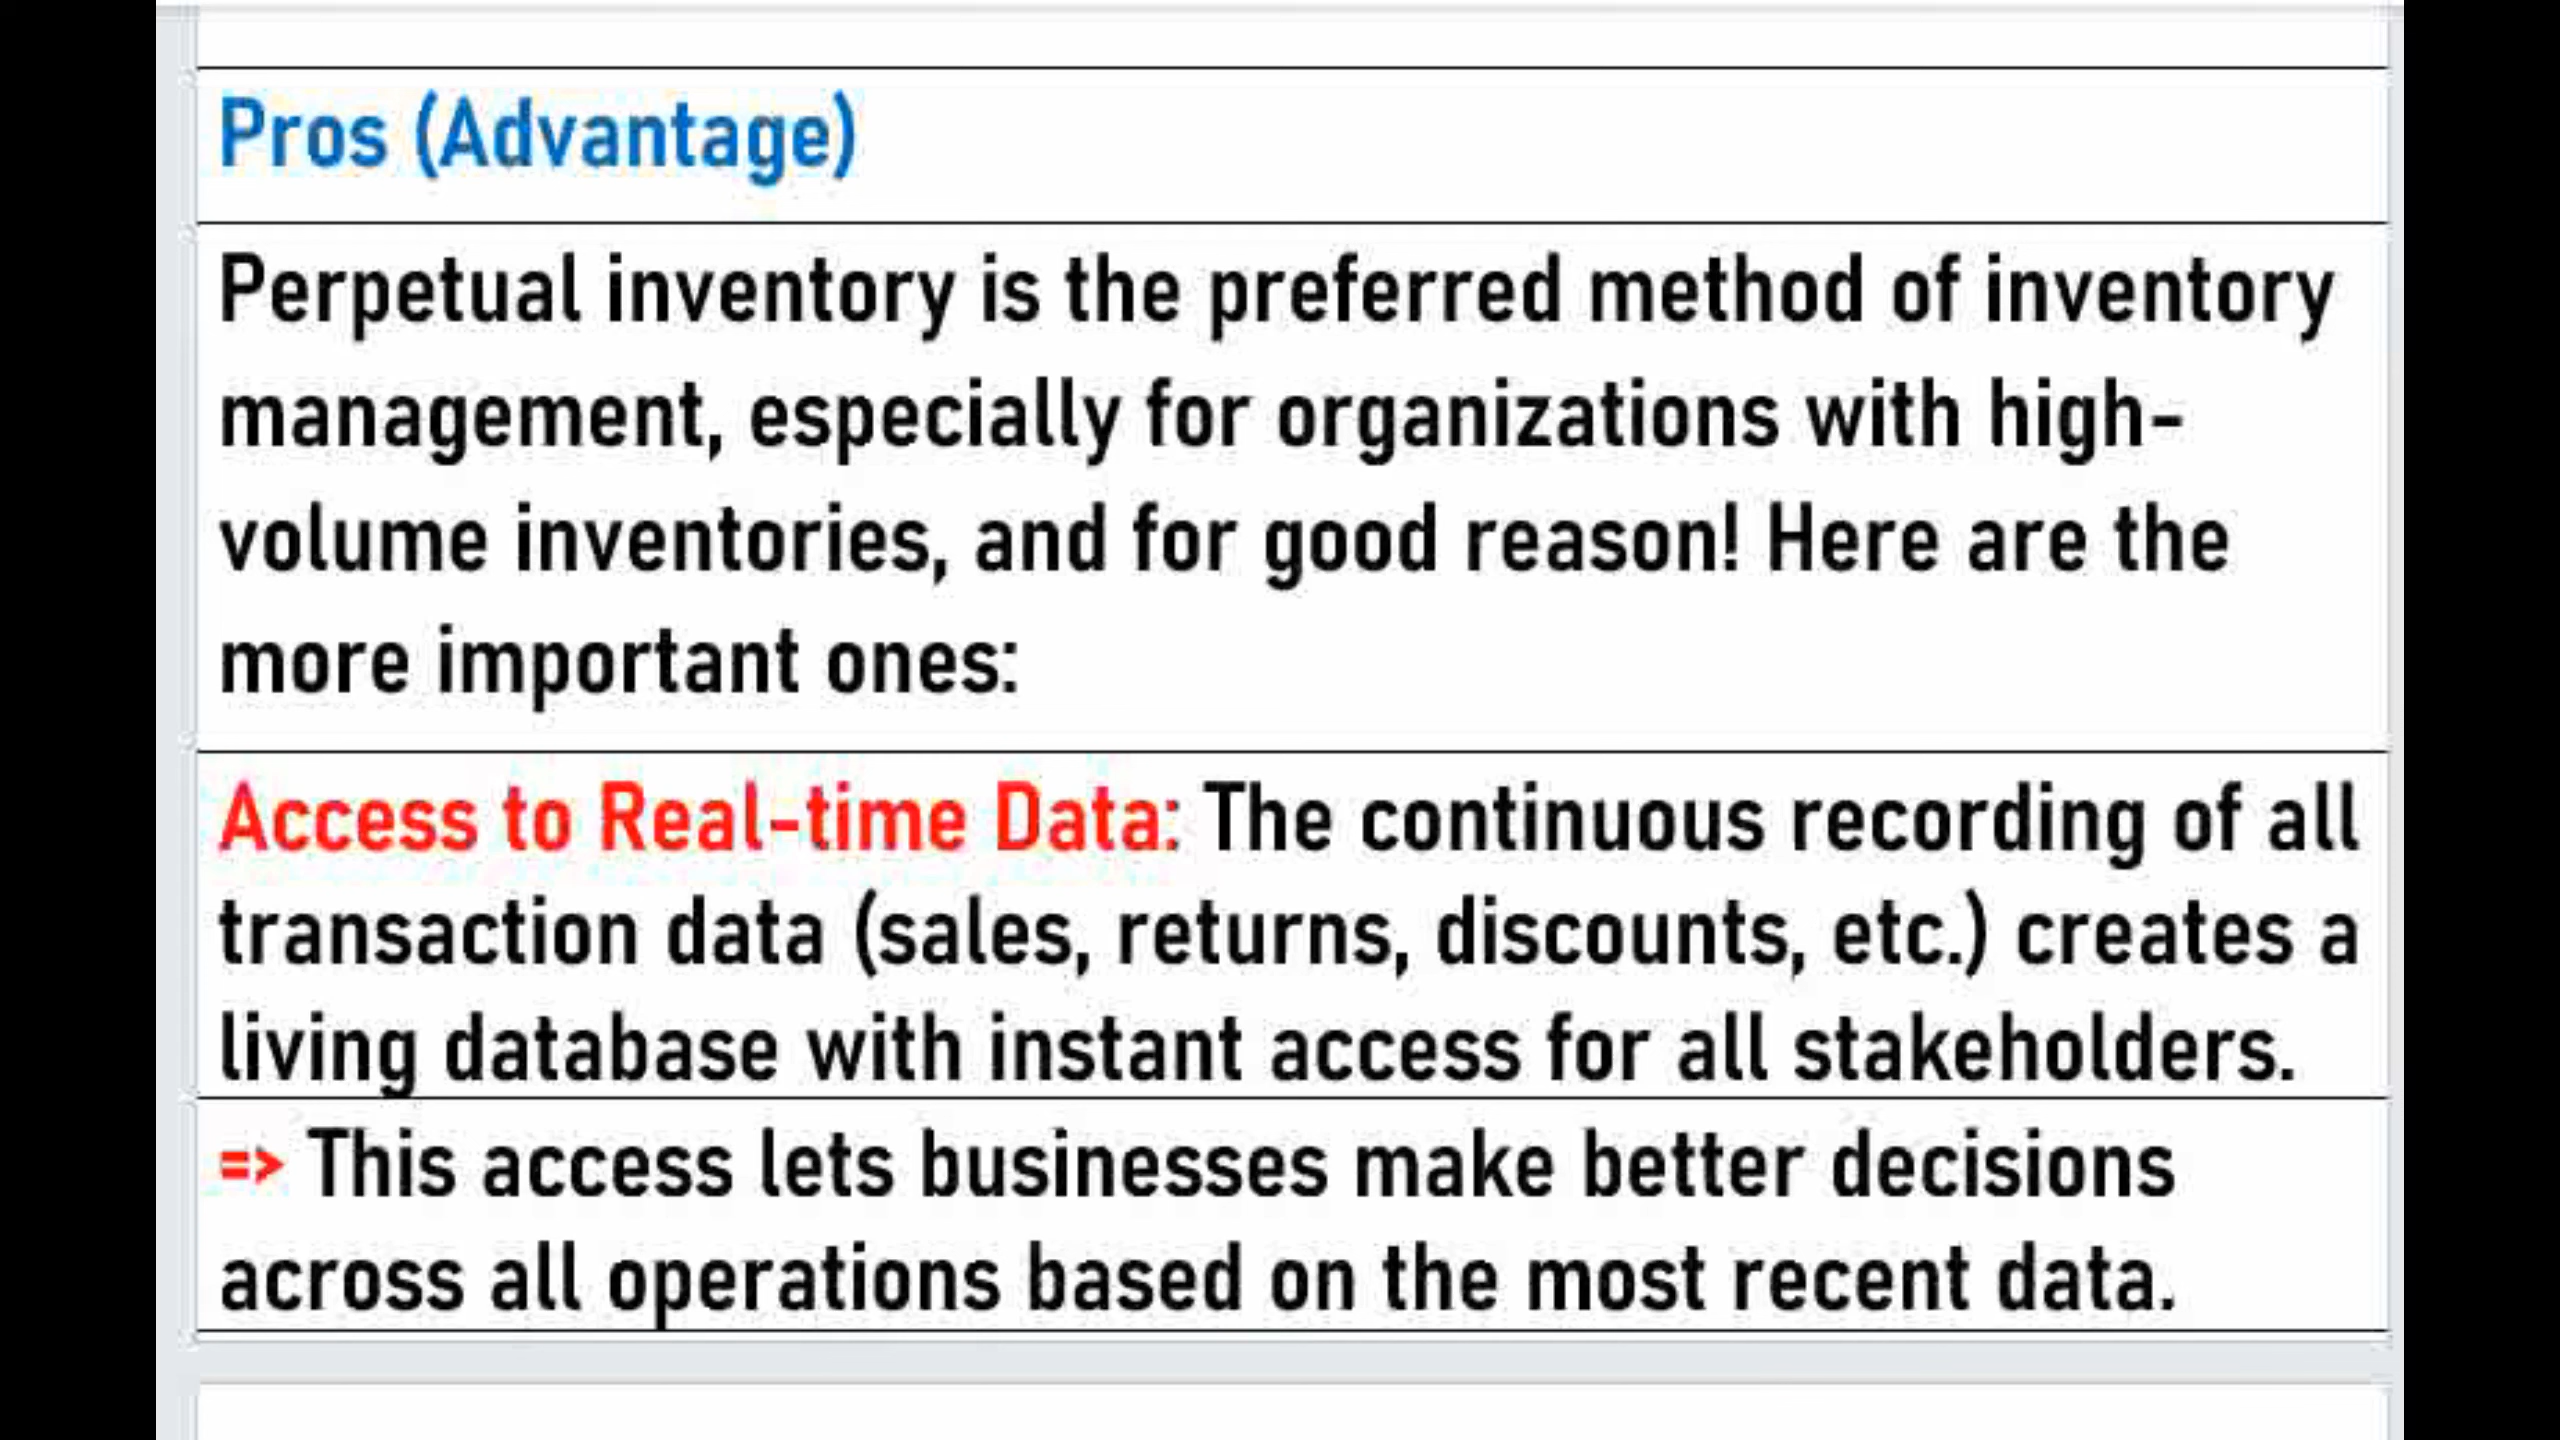 Pros (Advantage)
Perpetual inventory is the preferred method of inventory
management, especially for organizations with high-
volume inventories, and for good reason! Here are the
more important ones:
Access to Real-time Data: The continuous recording of all
transaction data (sales, returns, discounts, etc.) creates a
living database with instant access for all stakeholders.
=> This access lets businesses make better decisions
across all operations based on the most recent data.